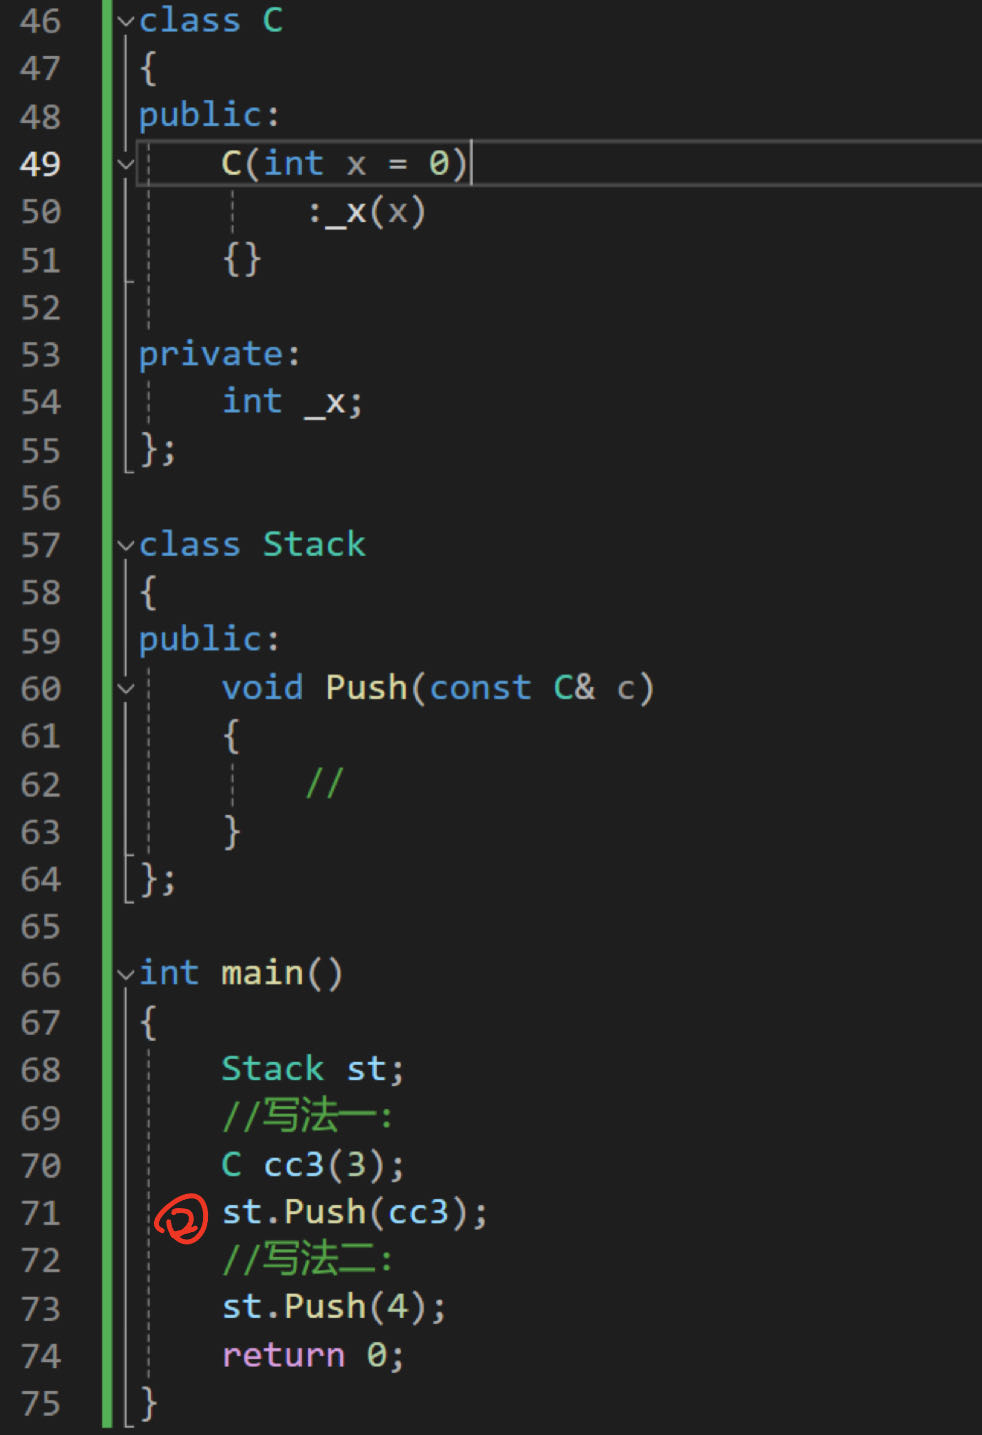 46 class C
47 {
48 public:
49     C(int x = 0)
50         :_x(x)
51     {}
52
53 private:
54     int _x;
55 };
56
57 class Stack
58 {
59 public:
60     void Push(const C& c)
61     {
62         //
63     }
64 };
65
66 int main()
67 {
68     Stack st;
69     //写法一:
70     C cc3(3);
71 ② st.Push(cc3);
72     //写法二:
73     st.Push(4);
74     return 0;
75 }